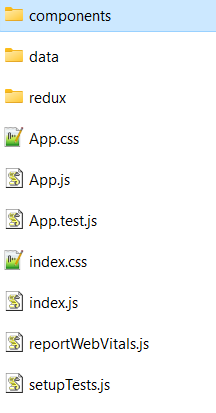 components
data
redux
App.css
App.js
App.test.js
index.css
index.js
reportWebVitals.js
setupTests.js